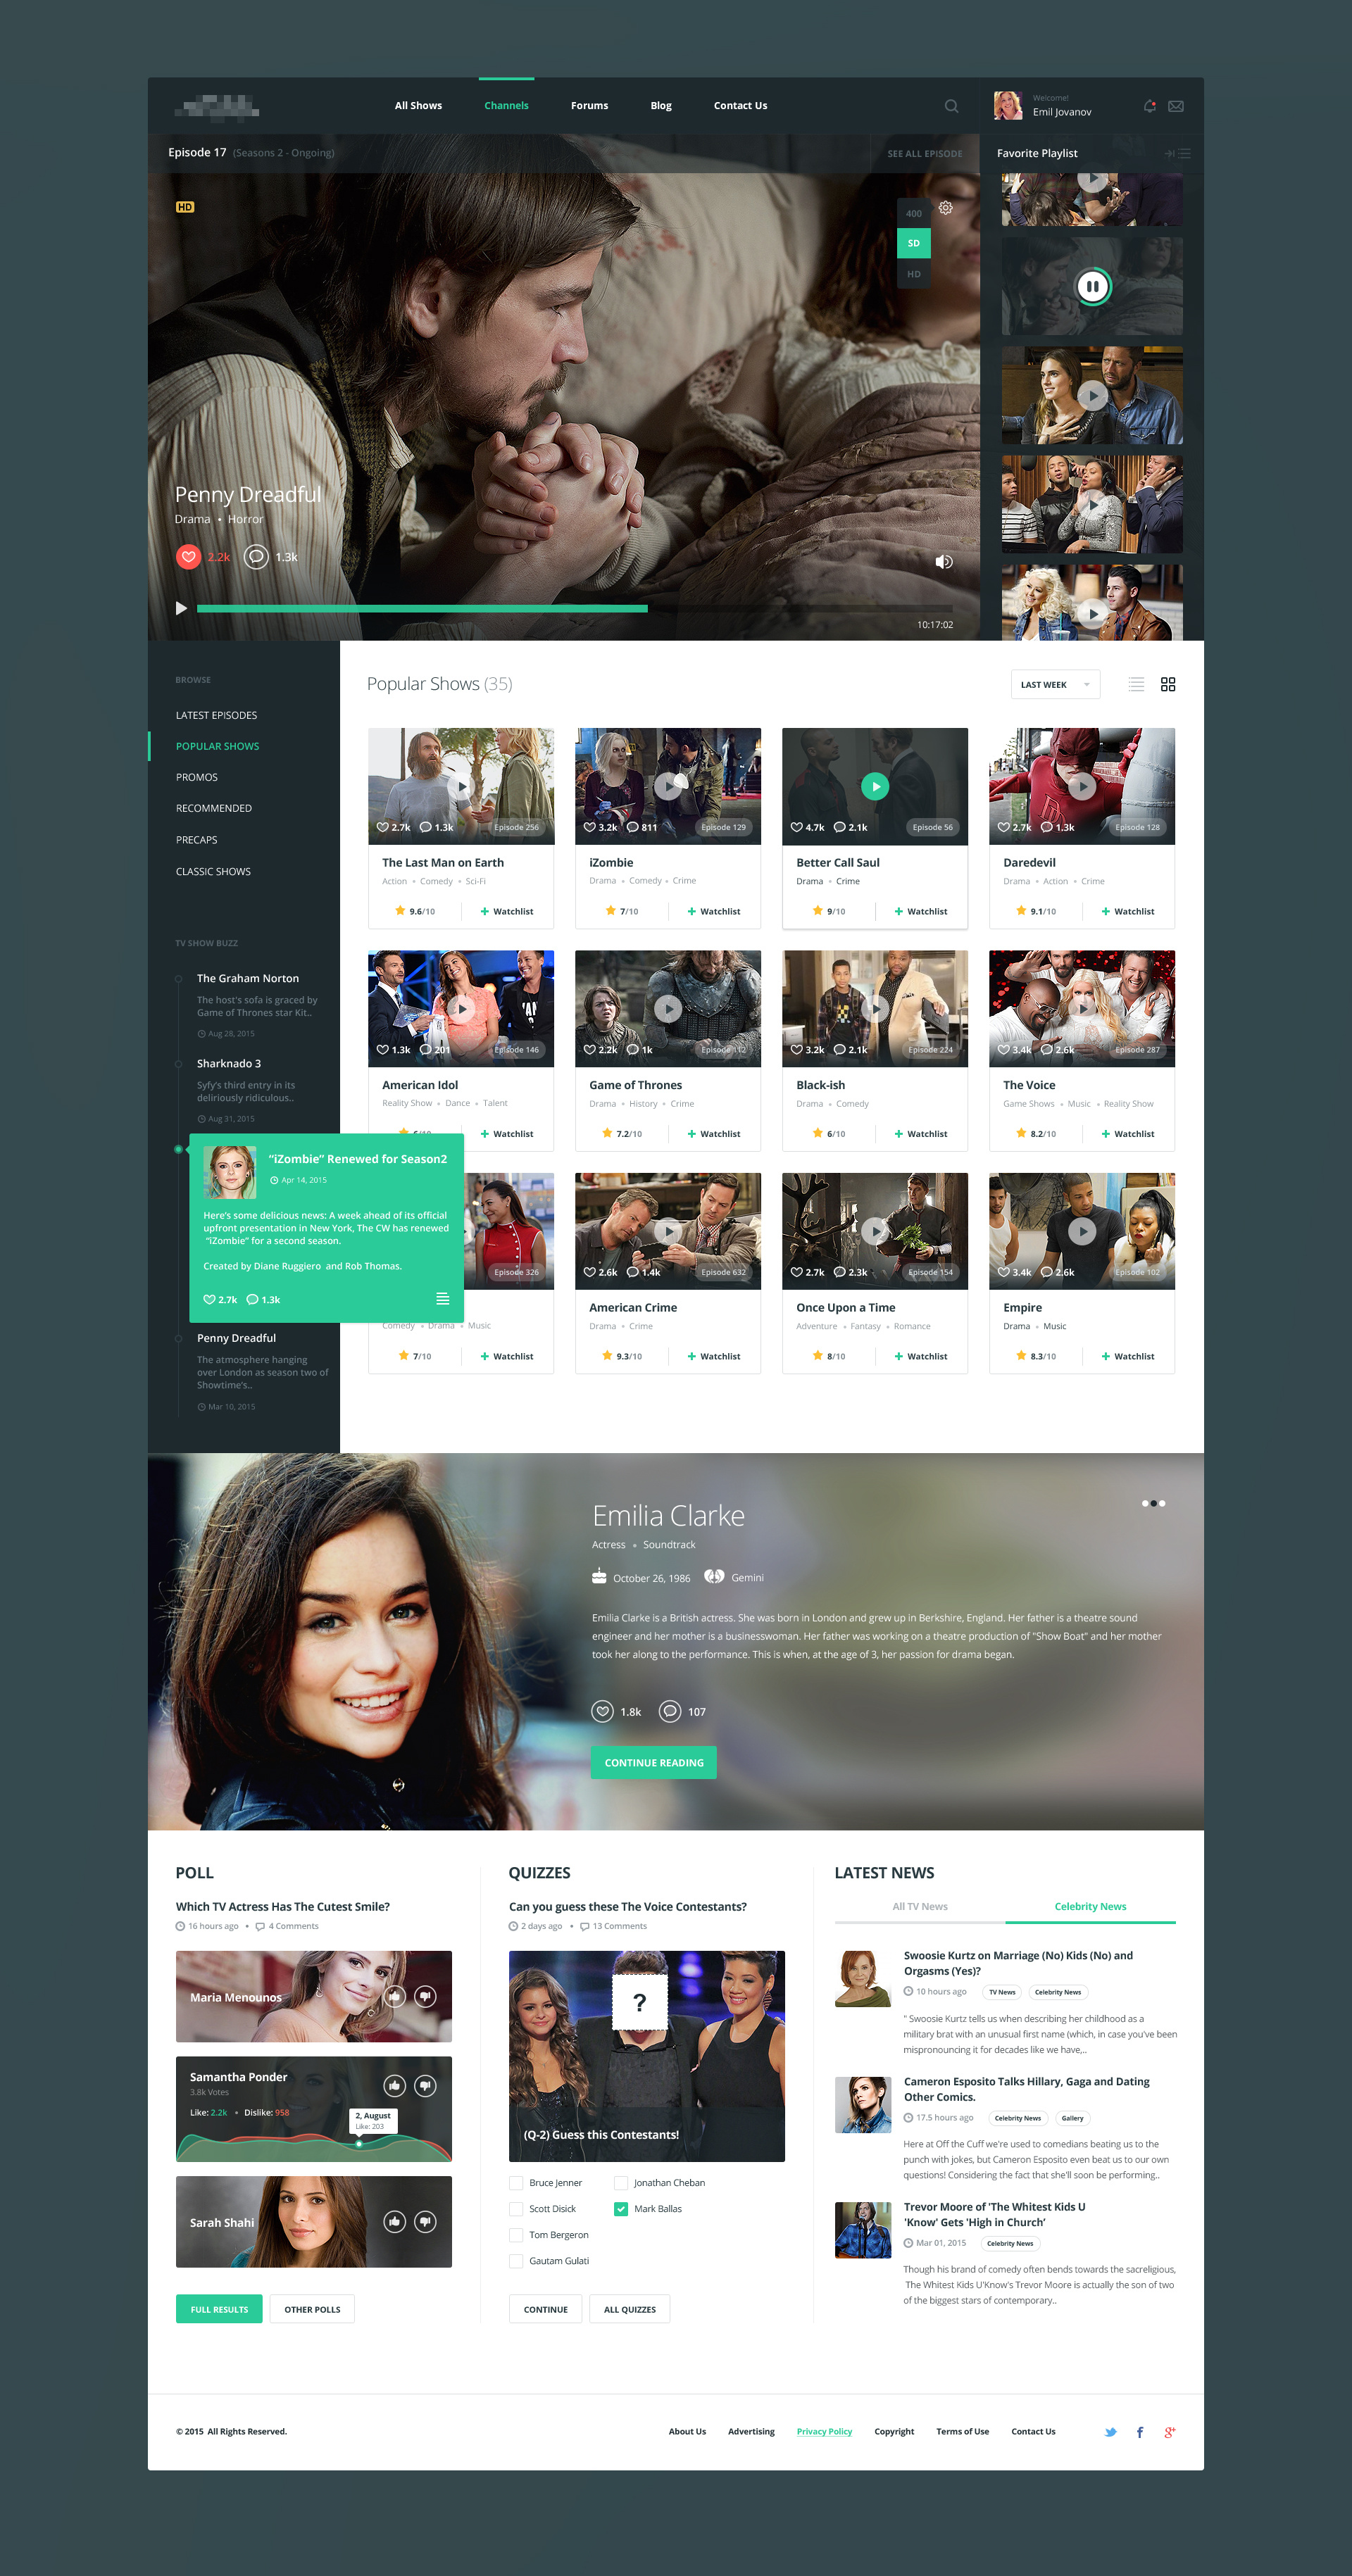 All Shows
Channels
Forums
Blog
Contact Us
Welcome!
Emil Jovanov
Episode 17 (Seasons 2 - Ongoing)
SEE ALL EPISODE
Favorite Playlist
HD
400
SD
HD
Penny Dreadful
Drama • Horror
2.2k
1.3k
10:17:02
BROWSE
LATEST EPISODES
POPULAR SHOWS
PROMOS
RECOMMENDED
PRECAPS
CLASSIC SHOWS
TV SHOW BUZZ
The Graham Norton
The host's sofa is graced by
Game of Thrones star Kit..
Aug 28, 2015
Sharknado 3
Syfy's third entry in its
deliriously ridiculous..
Aug 31, 2015
“iZombie” Renewed for Season2
Apr 14, 2015
Here's some delicious news: A week ahead of its official
upfront presentation in New York, The CW has renewed
“iZombie” for a second season.
Created by Diane Ruggiero and Rob Thomas.
2.7k
1.3k
Penny Dreadful
The atmosphere hanging
over London as season two of
Showtime's..
Mar 10, 2015
Popular Shows (35)
LAST WEEK
2.7k 1.3k Episode 256
The Last Man on Earth
Action • Comedy • Sci-Fi
9.6/10 + Watchlist
3.2k 811 Episode 129
iZombie
Drama • Comedy • Crime
7/10 + Watchlist
4.7k 2.1k Episode 56
Better Call Saul
Drama • Crime
9/10 + Watchlist
2.7k 1.3k Episode 128
Daredevil
Drama • Action • Crime
9.1/10 + Watchlist
1.3k 201 Episode 146
American Idol
Reality Show • Dance • Talent
+ Watchlist
2.2k 1k Episode 112
Game of Thrones
Drama • History • Crime
7.2/10 + Watchlist
3.2k 2.1k Episode 224
Black-ish
Drama • Comedy
6/10 + Watchlist
3.4k 2.6k Episode 287
The Voice
Game Shows • Music • Reality Show
8.2/10 + Watchlist
Episode 326
Comedy • Drama • Music
7/10 + Watchlist
2.6k 1.4k Episode 632
American Crime
Drama • Crime
9.3/10 + Watchlist
2.7k 2.3k Episode 154
Once Upon a Time
Adventure • Fantasy • Romance
8/10 + Watchlist
3.4k 2.6k Episode 102
Empire
Drama • Music
8.3/10 + Watchlist
Emilia Clarke
Actress • Soundtrack
October 26, 1986
Gemini
Emilia Clarke is a British actress. She was born in London and grew up in Berkshire, England. Her father is a theatre sound
engineer and her mother is a businesswoman. Her father was working on a theatre production of "Show Boat" and her mother
took her along to the performance. This is when, at the age of 3, her passion for drama began.
1.8k
107
CONTINUE READING
POLL
Which TV Actress Has The Cutest Smile?
16 hours ago • 4 Comments
Maria Menounos
Samantha Ponder
3.8k Votes
Like: 2.2k • Dislike: 958
2, August
Like: 203
Sarah Shahi
FULL RESULTS
OTHER POLLS
QUIZZES
Can you guess these The Voice Contestants?
2 days ago • 13 Comments
?
(Q-2) Guess this Contestants!
Bruce Jenner
Jonathan Cheban
Scott Disick
Mark Ballas
Tom Bergeron
Gautam Gulati
CONTINUE
ALL QUIZZES
LATEST NEWS
All TV News
Celebrity News
Swoosie Kurtz on Marriage (No) Kids (No) and
Orgasms (Yes)?
10 hours ago TV News Celebrity News
" Swoosie Kurtz tells us when describing her childhood as a
military brat with an unusual first name (which, in case you've been
mispronouncing it for decades like we have,..
Cameron Esposito Talks Hillary, Gaga and Dating
Other Comics.
17.5 hours ago Celebrity News Gallery
Here at Off the Cuff we're used to comedians beating us to the
punch with jokes, but Cameron Esposito even beat us to our own
questions! Considering the fact that she'll soon be performing..
Trevor Moore of 'The Whitest Kids U
'Know' Gets 'High in Church'
Mar 01, 2015 Celebrity News
Though his brand of comedy often bends towards the sacreligious,
The Whitest Kids U'Know's Trevor Moore is actually the son of two
of the biggest stars of contemporary..
© 2015 All Rights Reserved.
About Us
Advertising
Privacy Policy
Copyright
Terms of Use
Contact Us